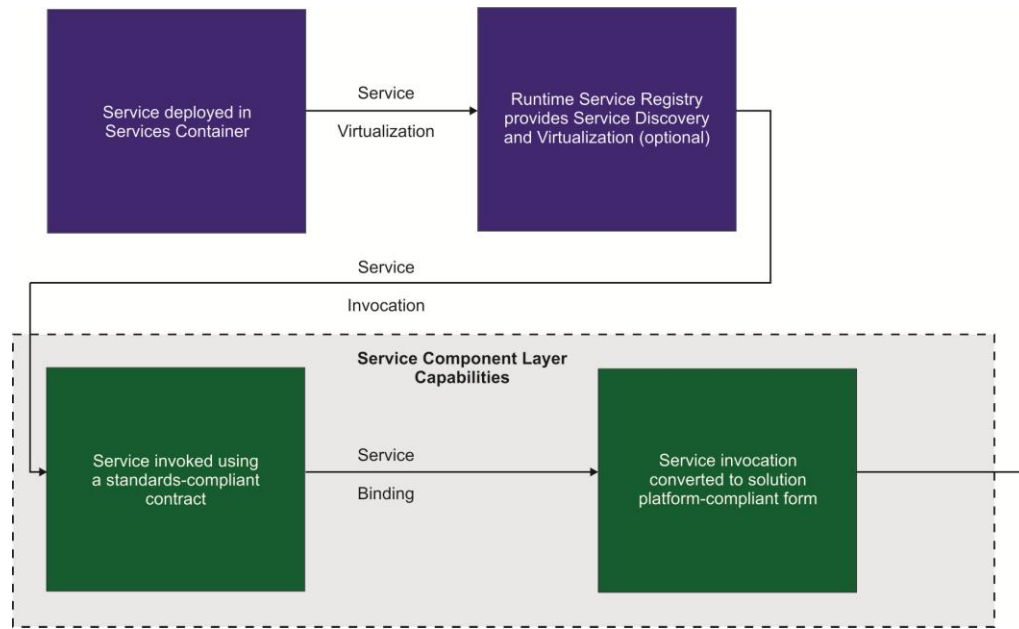 Service deployed in
Services Container
Service
Virtualization
Runtime Service Registry
provides Service Discovery
and Virtualization (optional)
Service
Invocation
Service Component Layer
Capabilities
Service invoked using
a standards-compliant
contract
Service
Binding
Service invocation
converted to solution
platform-compliant form